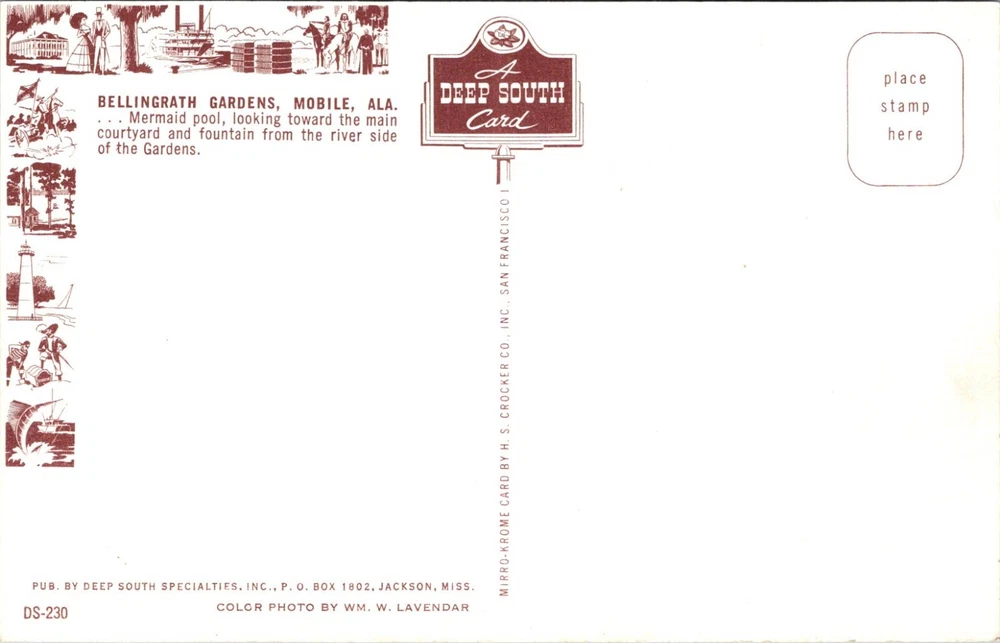 BELLINGRATH GARDENS, MOBILE, ALA.
. . . Mermaid pool, looking toward the main
courtyard and fountain from the river side
of the Gardens.
A
DEEP SOUTH
Card
place
stamp
here
MIRRO-KROME CARD BY H. S. CROCKER CO., INC., SAN FRANCISCO 1
PUB. BY DEEP SOUTH SPECIALTIES, INC., P. O. BOX 1802, JACKSON, MISS.
DS-230
COLOR PHOTO BY WM. W. LAVENDAR